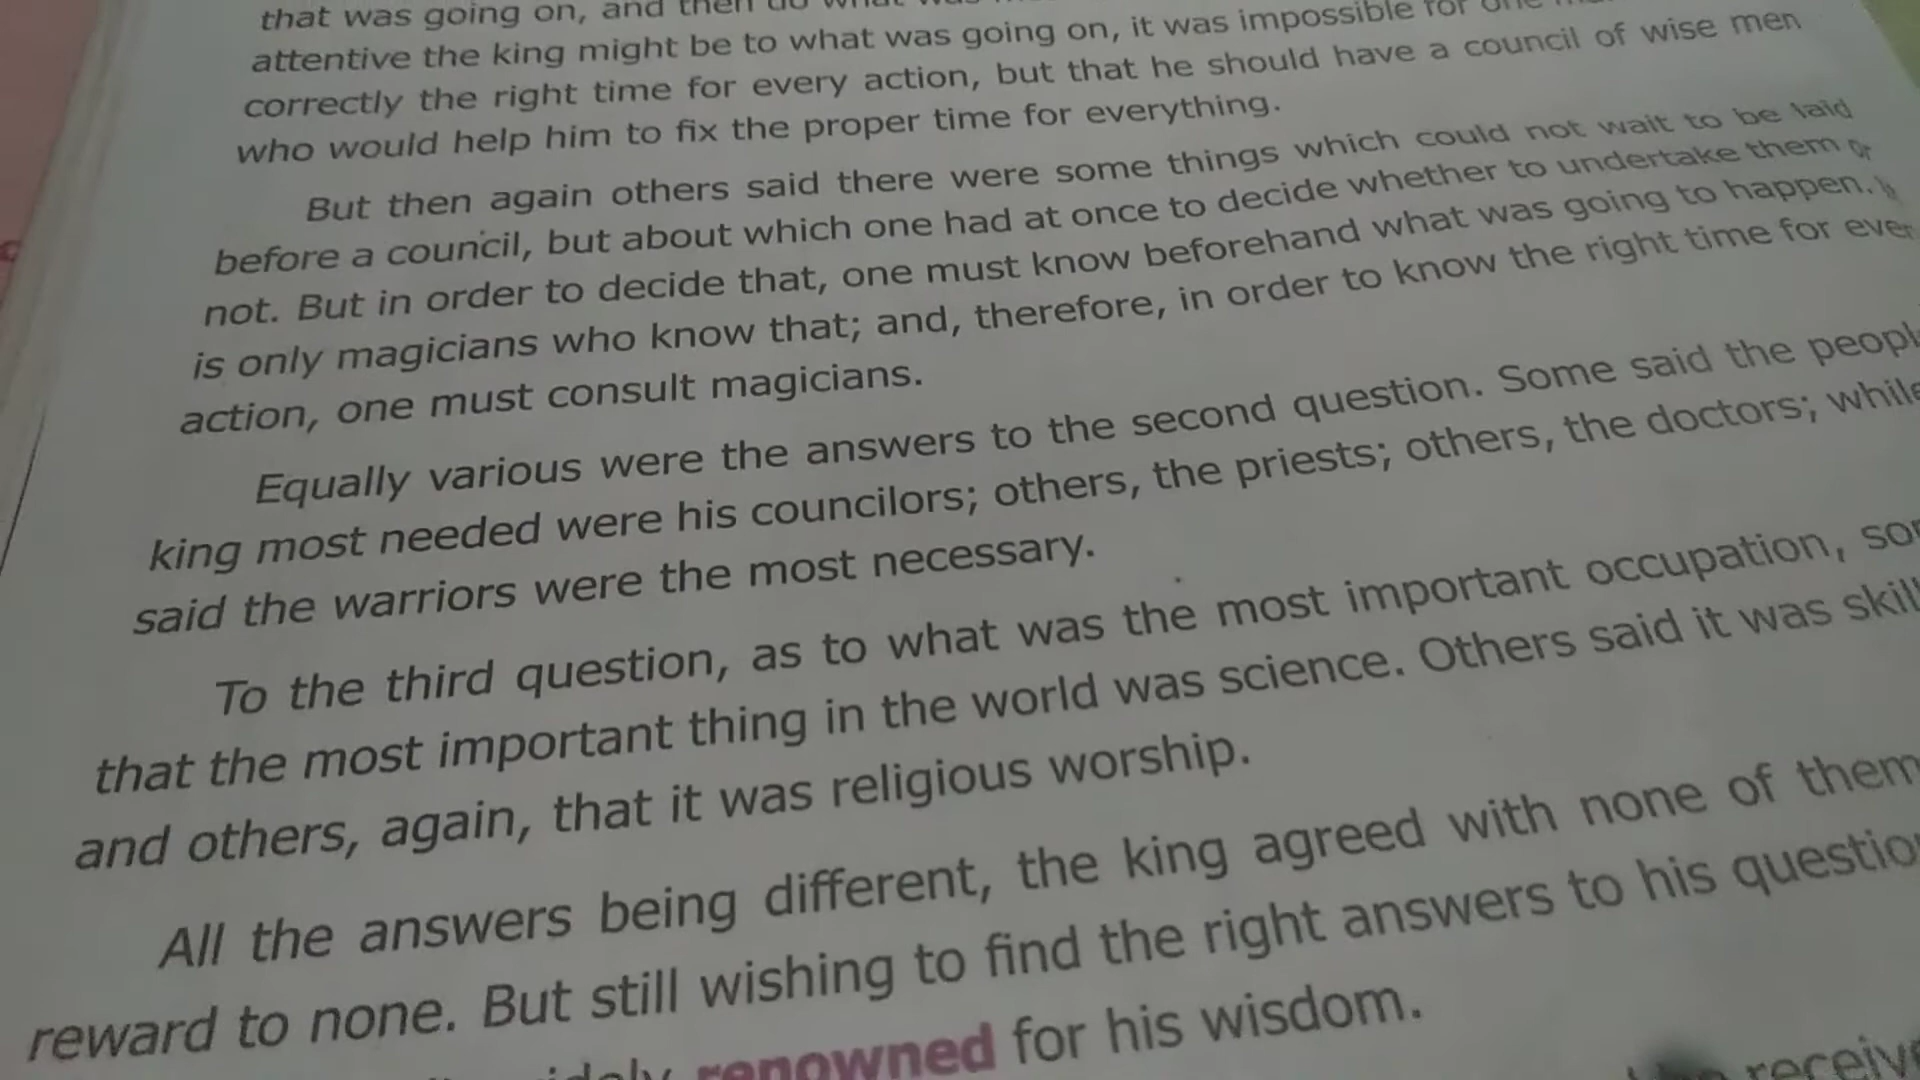 that was going on, and then do what was
attentive the king might be to what was going on, it was impossible for one
correctly the right time for every action, but that he should have a council of wise men
who would help him to fix the proper time for everything.
But then again others said there were some things which could not wait to be laid
before a council, but about which one had at once to decide whether to undertake them or
not. But in order to decide that, one must know beforehand what was going to happen.
is only magicians who know that; and, therefore, in order to know the right time for
action, one must consult magicians.
Equally various were the answers to the second question. Some said the
king most needed were his councilors; others, the priests; others, the doctors; while
said the warriors were the most necessary.
To the third question, as to what was the most important occupation,
that the most important thing in the world was science. Others said it was skill
and others, again, that it was religious worship.
All the answers being different, the king agreed with none of them
reward to none. But still wishing to find the right answers to his
renowned for his wisdom.